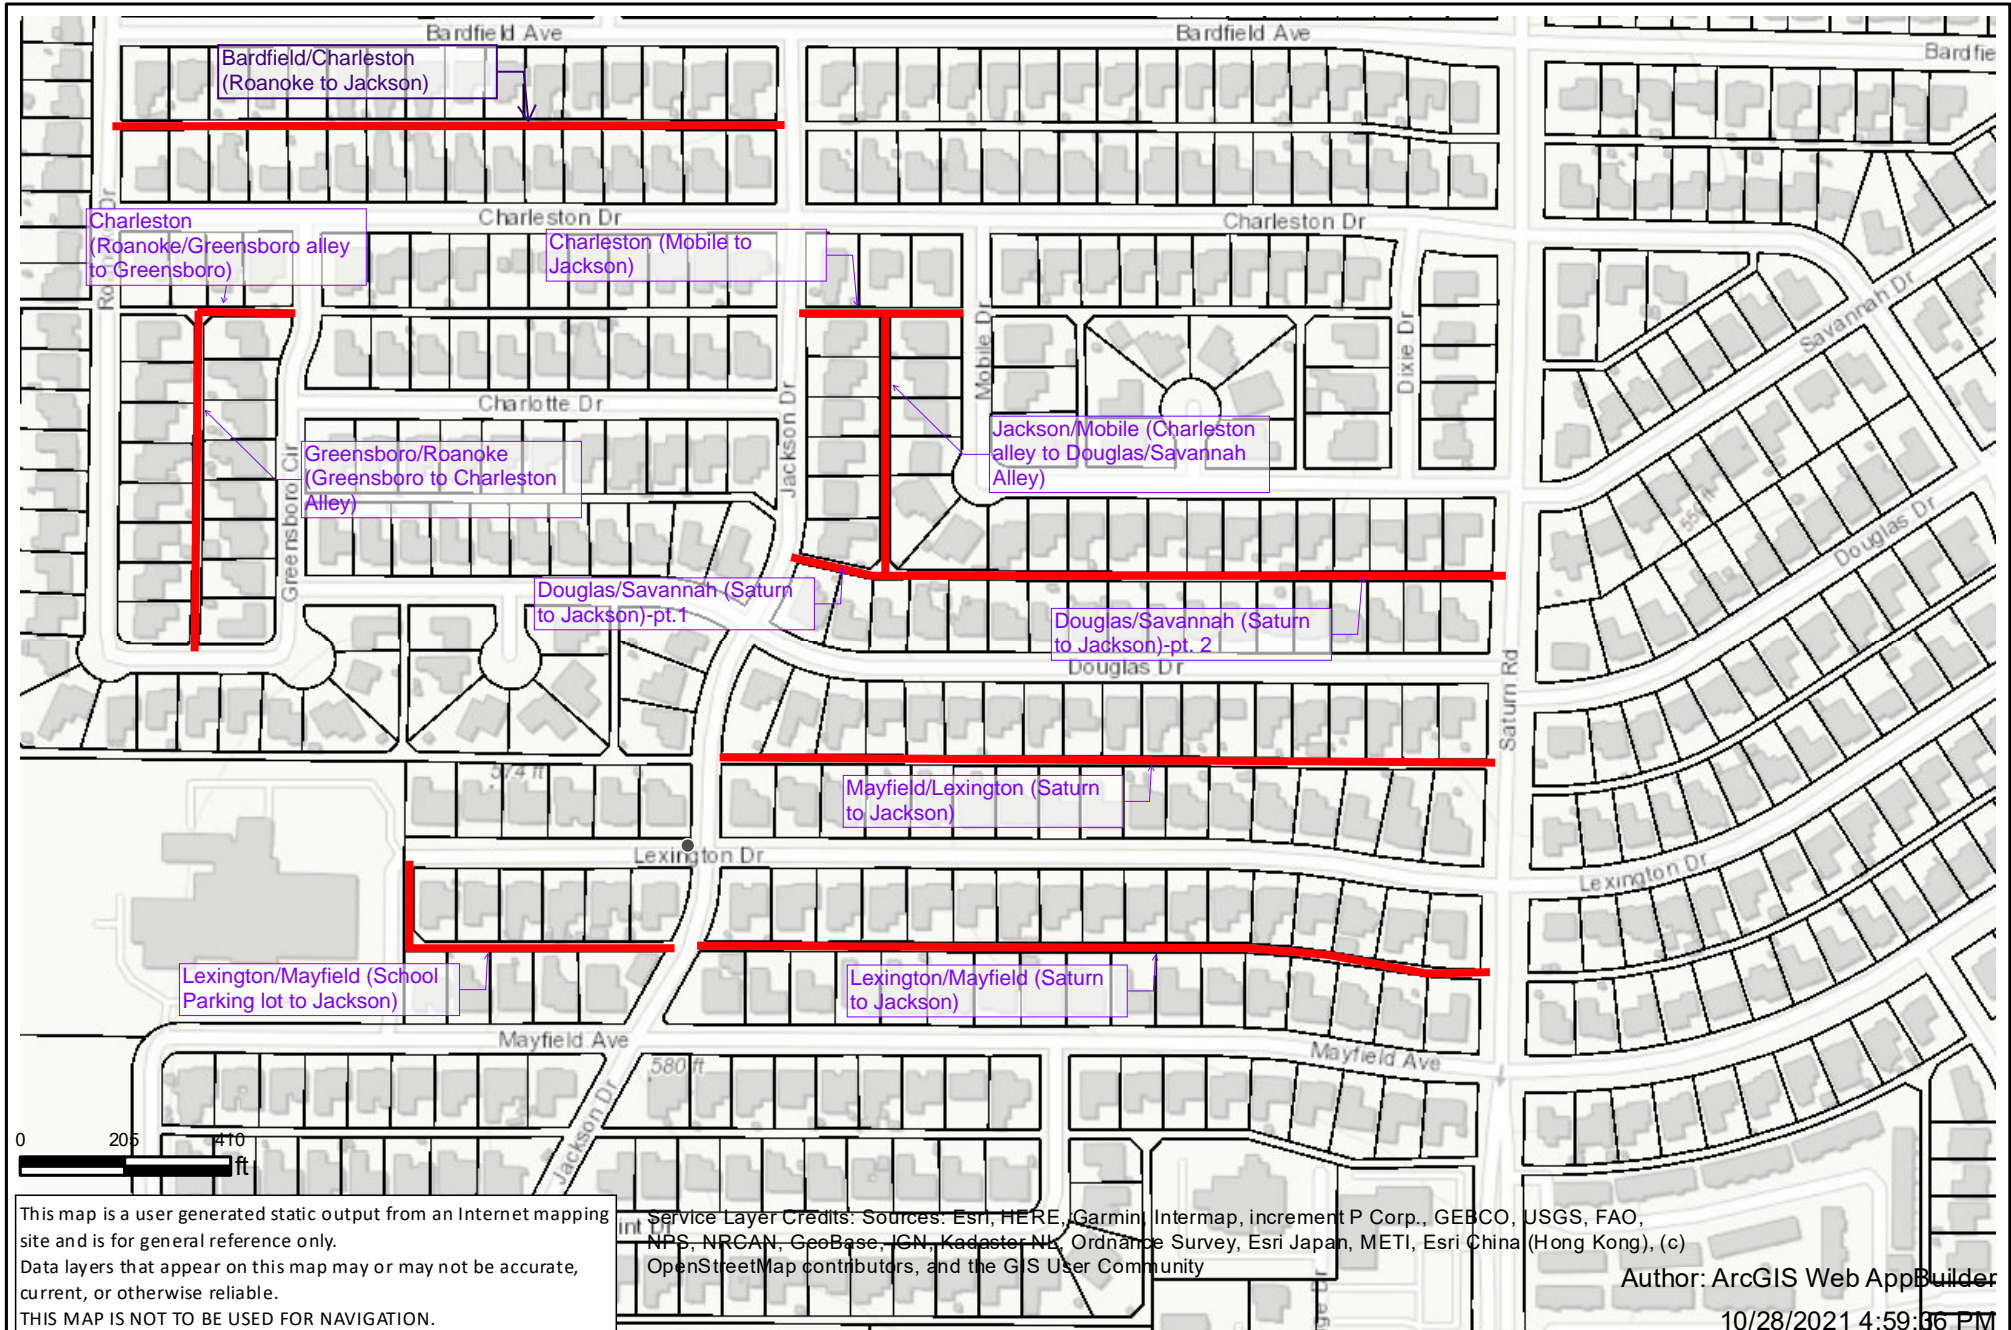 Bardfield Ave
Bardfield Ave
Bardfie
Bardfield/Charleston
(Roanoke to Jackson)
Charleston Dr
Charleston Dr
Charleston
(Roanoke/Greensboro alley
to Greensboro)
Charleston (Mobile to
Jackson)
Savannah Dr
Mobile Dr
Dixie Dr
Jackson Dr
Charlotte Dr
Greensboro Cir
Greensboro/Roanoke
(Greensboro to Charleston
Alley)
Jackson/Mobile (Charleston
alley to Douglas/Savannah
Alley)
550 ft
Douglas Dr
Douglas/Savannah (Saturn
to Jackson)-pt.1
Douglas/Savannah (Saturn
to Jackson)-pt. 2
Douglas Dr
Saturn Rd
574 ft
Mayfield/Lexington (Saturn
to Jackson)
Lexington Dr
Lexington Dr
Lexington/Mayfield (School
Parking lot to Jackson)
Lexington/Mayfield (Saturn
to Jackson)
Mayfield Ave
Mayfield Ave
580 ft
Jackson Dr
0 205 410
ft
This map is a user generated static output from an Internet mapping
site and is for general reference only.
Data layers that appear on this map may or may not be accurate,
current, or otherwise reliable.
THIS MAP IS NOT TO BE USED FOR NAVIGATION.
int Dr
Service Layer Credits: Sources: Esri, HERE, Garmin, Intermap, increment P Corp., GEBCO, USGS, FAO,
NPS, NRCAN, GeoBase, IGN, Kadaster NL, Ordnance Survey, Esri Japan, METI, Esri China (Hong Kong), (c)
OpenStreetMap contributors, and the GIS User Community
ge Dr
Author: ArcGIS Web AppBuilder
10/28/2021 4:59:36 PM